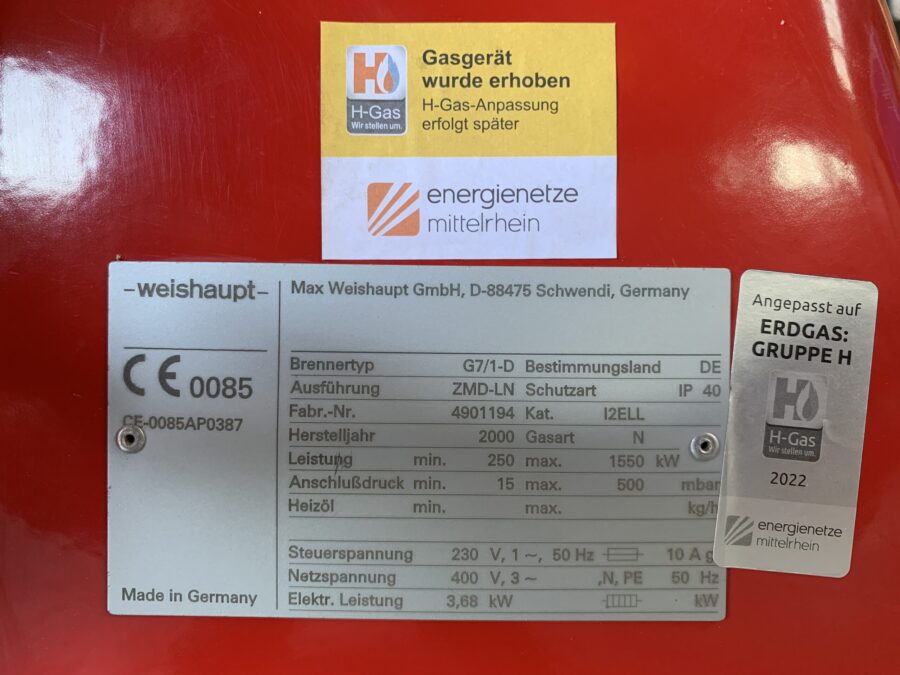 H
H-Gas
Wir stellen um.
Gasgerät
wurde erhoben
H-Gas-Anpassung
erfolgt später
energienetze
mittelrhein
-weishaupt-
CE 0085
CE-0085AP0387
Made in Germany
Max Weishaupt GmbH, D-88475 Schwendi, Germany
Brennertyp G7/1-D Bestimmungsland DE
Ausführung ZMD-LN Schutzart IP 40
Fabr.-Nr. 4901194 Kat. I2ELL
Herstelljahr 2000 Gasart N
Leistung min. 250 max. 1550 kW
Anschlußdruck min. 15 max. 500 mbar
Heizöl min. max. kg/h
Steuerspannung 230 V, 1 ~, 50 Hz 10 A g
Netzspannung 400 V, 3 ~ ,N, PE 50 Hz
Elektr. Leistung 3,68 kW kW
Angepasst auf
ERDGAS:
GRUPPE H
H
H-Gas
Wir stellen um.
2022
energienetze
mittelrhein